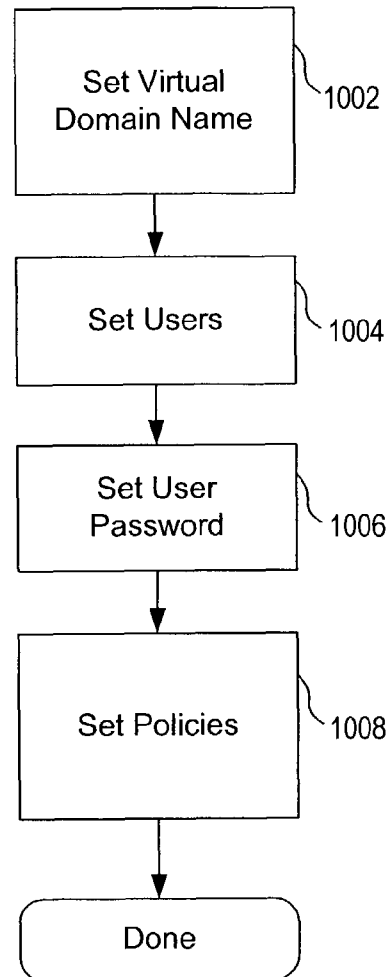 Set Virtual
Domain Name
1002
Set Users
1004
Set User
Password
1006
Set Policies
1008
Done